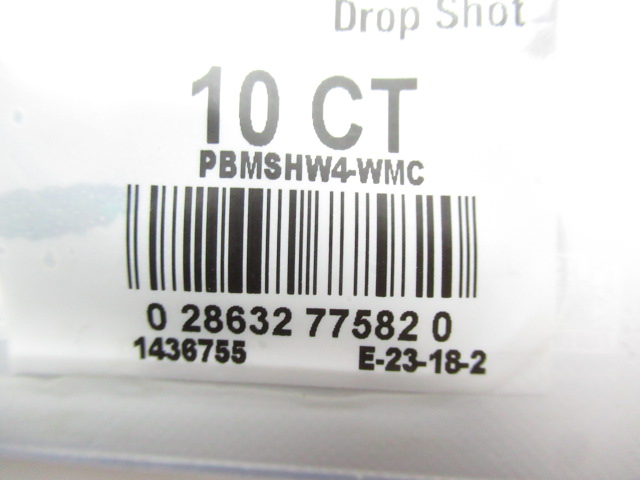 Drop Shot
10 CT
PBMSHW4-WMC
0 28632 77582 0
1436755 E-23-18-2